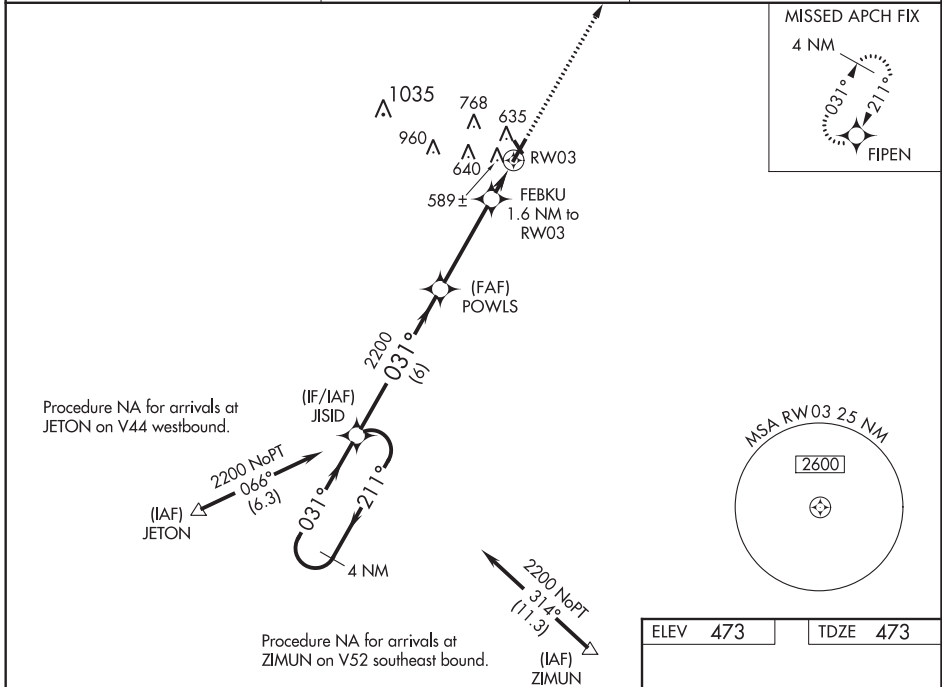 MISSED APCH FIX
4 NM
031°
211°
FIPEN
1035
768
635
960
640
RW03
589 ±
FEBKU
1.6 NM to
RW03
(FAF)
POWLS
2200
031°
(6)
(IF/IAF)
JISID
Procedure NA for arrivals at
JETON on V44 westbound.
2200 NoPT
066°
(6.3)
(IAF)
JETON
031°
211°
4 NM
MSA RW03 25 NM
2600
2200 NoPT
314°
(11.3)
(IAF)
ZIMUN
Procedure NA for arrivals at
ZIMUN on V52 southeast bound.
ELEV 473
TDZE 473